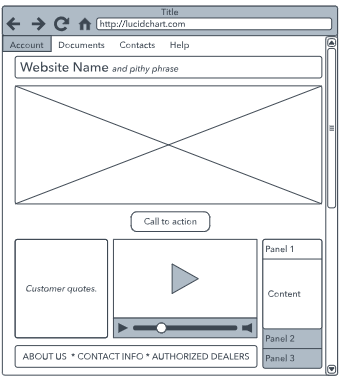 Title
http://lucidchart.com
Account Documents Contacts Help
Website Name and pithy phrase
Call to action
Customer quotes.
Panel 1
Content
Panel 2
Panel 3
ABOUT US * CONTACT INFO * AUTHORIZED DEALERS